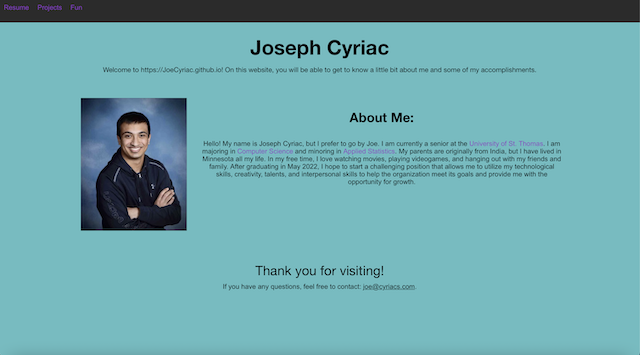 Resume Projects Fun
Joseph Cyriac
Welcome to https://JoeCyriac.github.io! On this website, you will be able to get to know a little bit about me and some of my accomplishments.
About Me:
Hello! My name is Joseph Cyriac, but I prefer to go by Joe. I am currently a senior at the University of St. Thomas. I am
majoring in Computer Science and minoring in Applied Statistics. My parents are originally from India, but I have lived in
Minnesota all my life. In my free time, I love watching movies, playing videogames, and hanging out with my friends and
family. After graduating in May 2022, I hope to start a challenging position that allows me to utilize my technological
skills, creativity, talents, and interpersonal skills to help the organization meet its goals and provide me with the
opportunity for growth.
Thank you for visiting!
If you have any questions, feel free to contact: joe@cyriacs.com.